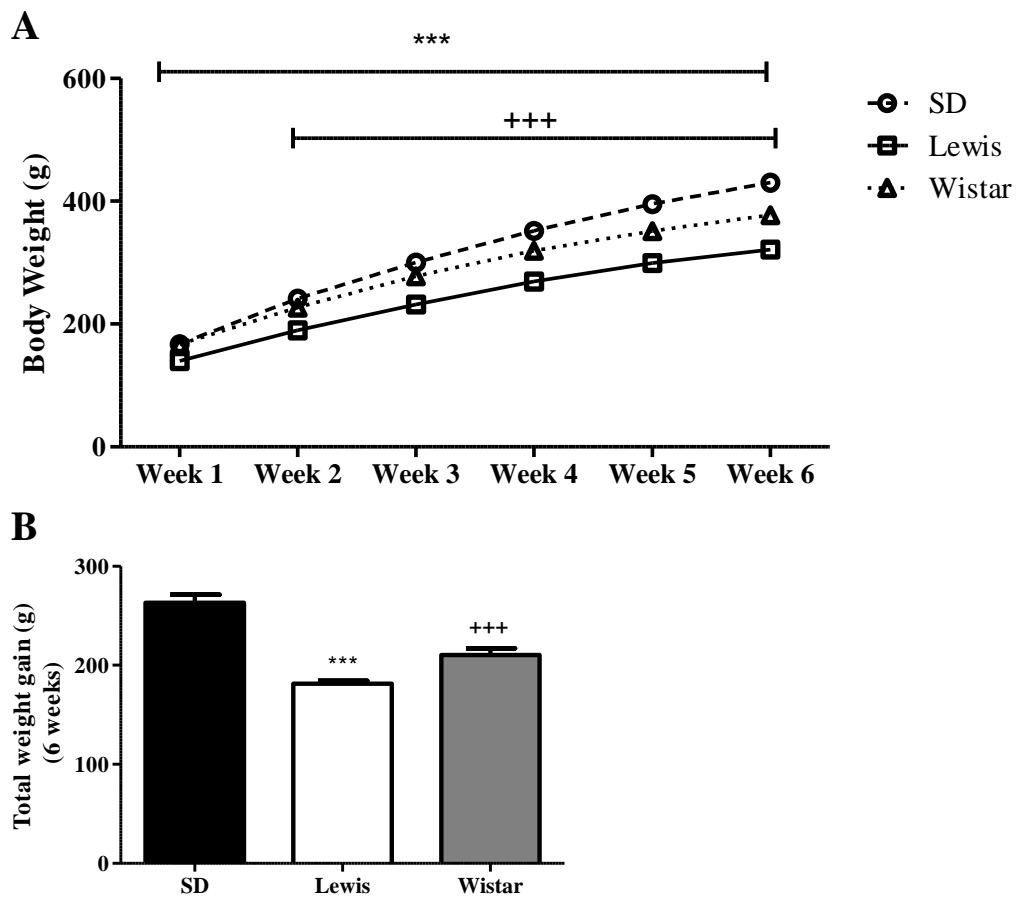 A
***
600
+++
400
200
0
Body Weight (g)
Week 1 Week 2 Week 3 Week 4 Week 5 Week 6
SD
Lewis
Wistar
B
300
200
100
0
Total weight gain (g)
(6 weeks)
***
+++
SD Lewis Wistar